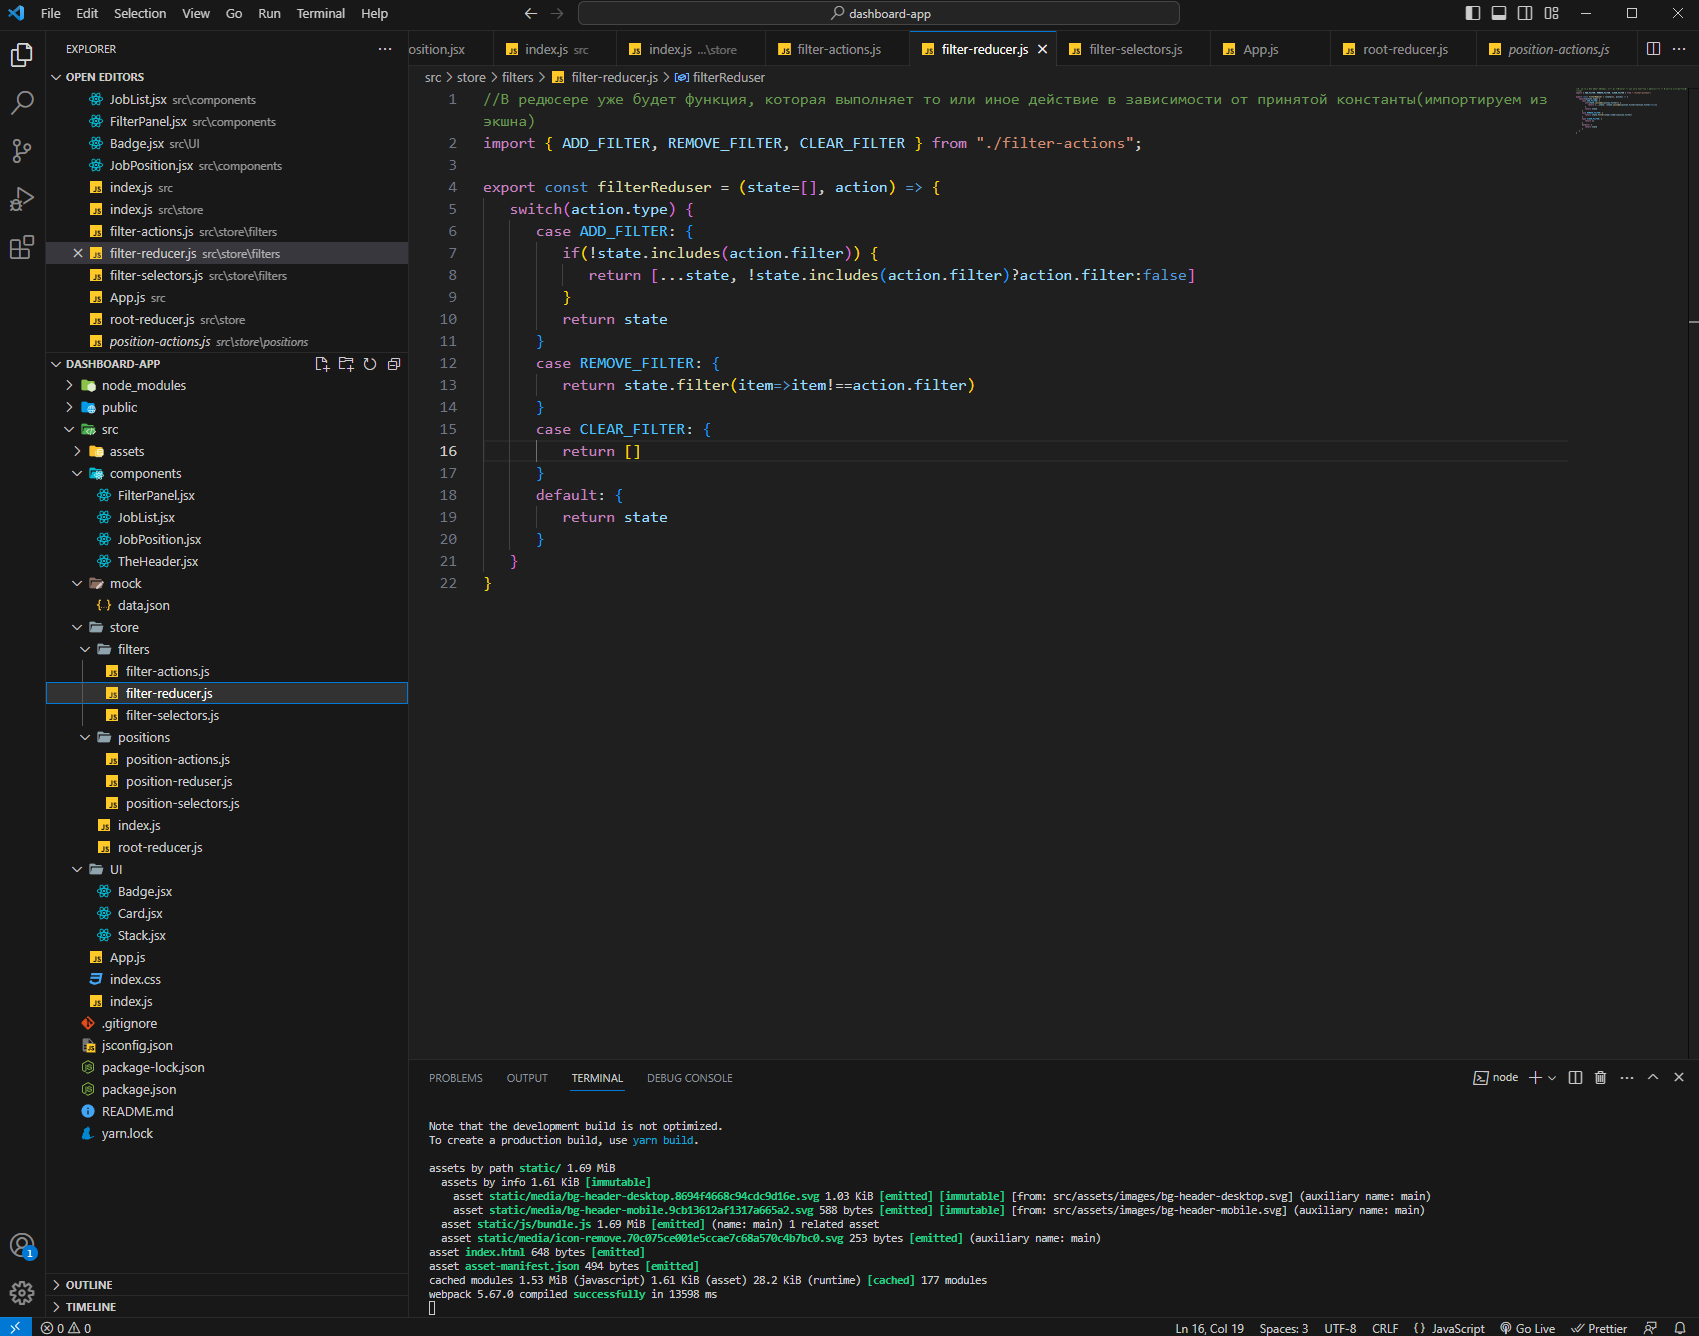 File Edit Selection View Go Run Terminal Help
dashboard-app
EXPLORER
OPEN EDITORS
JobList.jsx src\components
FilterPanel.jsx src\components
Badge.jsx src\UI
JobPosition.jsx src\components
index.js src
index.js src\store
filter-actions.js src\store\filters
filter-reducer.js src\store\filters
filter-selectors.js src\store\filters
App.js src
root-reducer.js src\store
position-actions.js src\store\positions
DASHBOARD-APP
node_modules
public
src
assets
components
FilterPanel.jsx
JobList.jsx
JobPosition.jsx
TheHeader.jsx
mock
data.json
store
filters
filter-actions.js
filter-reducer.js
filter-selectors.js
positions
position-actions.js
position-reduser.js
position-selectors.js
index.js
root-reducer.js
UI
Badge.jsx
Card.jsx
Stack.jsx
App.js
index.css
index.js
.gitignore
jsconfig.json
package-lock.json
package.json
README.md
yarn.lock
OUTLINE
TIMELINE
osition.jsx index.js src index.js ...\store filter-actions.js filter-reducer.js filter-selectors.js App.js root-reducer.js position-actions.js
src > store > filters > filter-reducer.js > filterReduser
1 //В редюсере уже будет функция, которая выполняет то или иное действие в зависимости от принятой константы(импортируем из
экшна)
2 import { ADD_FILTER, REMOVE_FILTER, CLEAR_FILTER } from "./filter-actions";
3
4 export const filterReduser = (state=[], action) => {
5 switch(action.type) {
6 case ADD_FILTER: {
7 if(!state.includes(action.filter)) {
8 return [...state, !state.includes(action.filter)?action.filter:false]
9 }
10 return state
11 }
12 case REMOVE_FILTER: {
13 return state.filter(item=>item!==action.filter)
14 }
15 case CLEAR_FILTER: {
16 return []
17 }
18 default: {
19 return state
20 }
21 }
22 }
PROBLEMS OUTPUT TERMINAL DEBUG CONSOLE
node
Note that the development build is not optimized.
To create a production build, use yarn build.
assets by path static/ 1.69 MiB
assets by info 1.61 KiB [immutable]
asset static/media/bg-header-desktop.8694f4668c94cdc9d16e.svg 1.03 KiB [emitted] [immutable] [from: src/assets/images/bg-header-desktop.svg] (auxiliary name: main)
asset static/media/bg-header-mobile.9cb13612af1317a665a2.svg 588 bytes [emitted] [immutable] [from: src/assets/images/bg-header-mobile.svg] (auxiliary name: main)
asset static/js/bundle.js 1.69 MiB [emitted] (name: main) 1 related asset
asset static/media/icon-remove.70c075ce001e5ccae7c68a570c4b7bc0.svg 253 bytes [emitted] (auxiliary name: main)
asset index.html 648 bytes [emitted]
asset asset-manifest.json 494 bytes [emitted]
cached modules 1.53 MiB (javascript) 1.61 KiB (asset) 28.2 KiB (runtime) [cached] 177 modules
webpack 5.67.0 compiled successfully in 13598 ms
1
0 0
Ln 16, Col 19 Spaces: 3 UTF-8 CRLF {} JavaScript Go Live Prettier